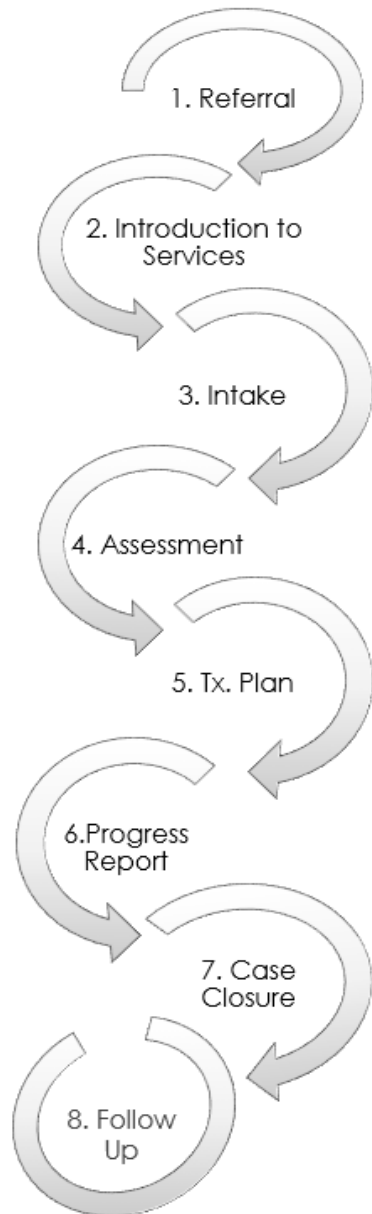 1. Referral
2. Introduction to
Services
3. Intake
4. Assessment
5. Tx. Plan
6.Progress
Report
7. Case
Closure
8. Follow
Up